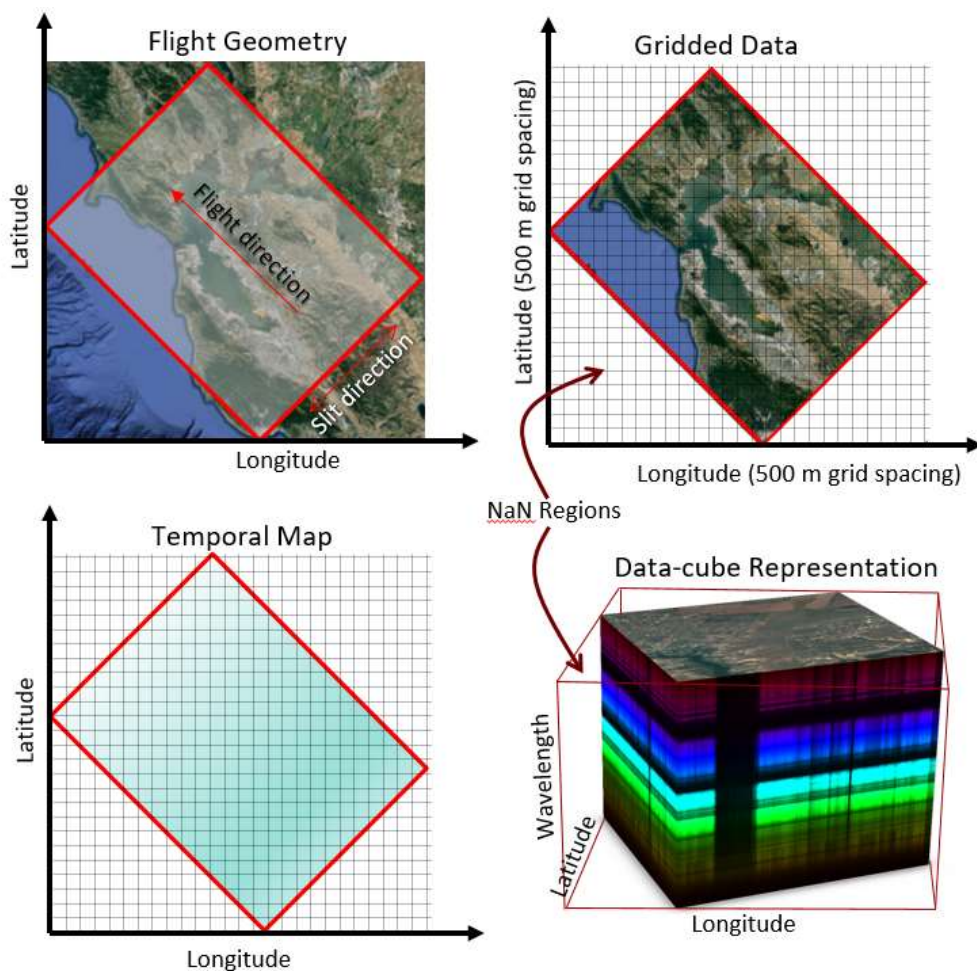 Flight Geometry
Latitude
Flight direction
Slit direction
Longitude
Gridded Data
Latitude (500 m grid spacing)
Longitude (500 m grid spacing)
NaN Regions
Temporal Map
Latitude
Longitude
Data-cube Representation
Wavelength
Latitude
Longitude